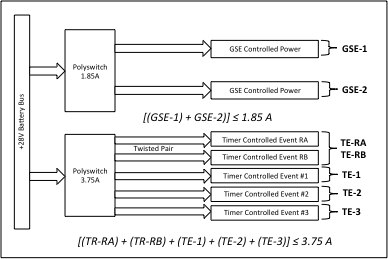 +28V Battery Bus
Polyswitch
1.85A
GSE Controlled Power
GSE-1
GSE Controlled Power
GSE-2
[(GSE-1) + (GSE-2)] ≤ 1.85 A
Polyswitch
3.75A
Twisted Pair
Timer Controlled Event RA
TE-RA
Timer Controlled Event RB
TE-RB
Timer Controlled Event #1
TE-1
Timer Controlled Event #2
TE-2
Timer Controlled Event #3
TE-3
[(TR-RA) + (TR-RB) + (TE-1) + (TE-2) + (TE-3)] ≤ 3.75 A